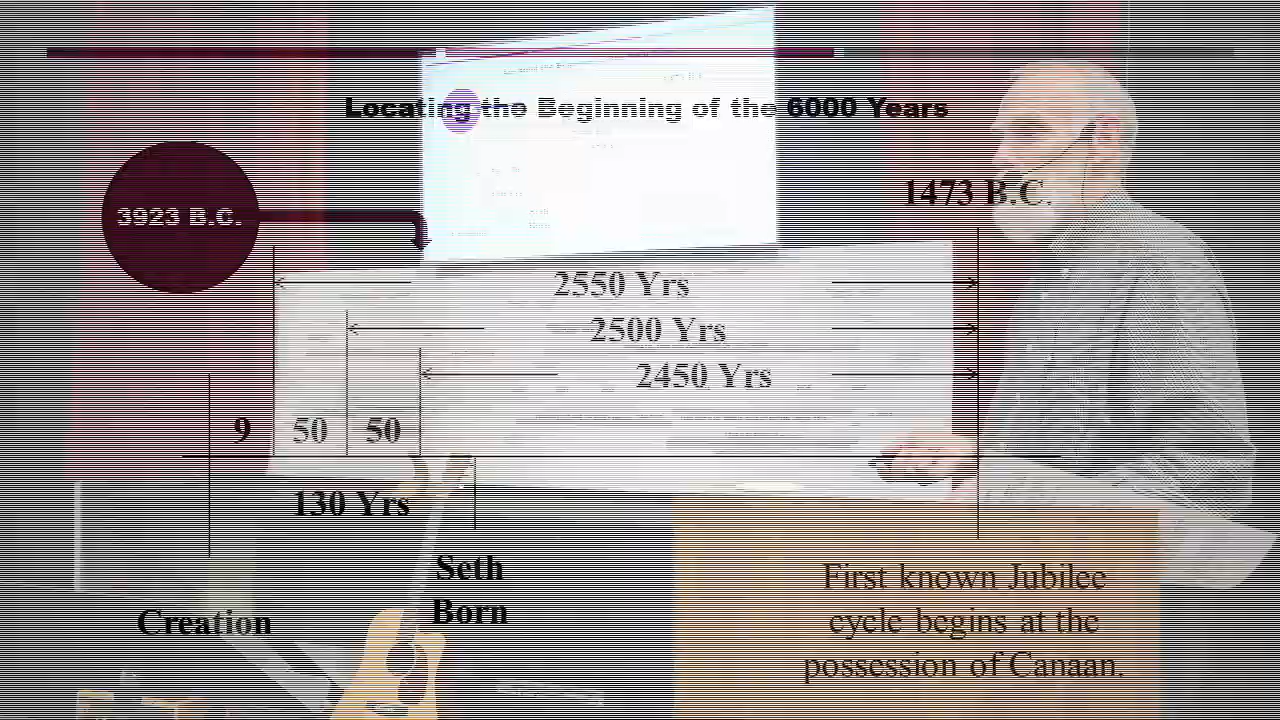 Locating the Beginning of the 6000 Years
3923 B.C.
1473 B.C.
2550 Yrs
2500 Yrs
2450 Yrs
9
50
50
130 Yrs
Seth
Born
Creation
First known Jubilee
cycle begins at the
possession of Canaan.